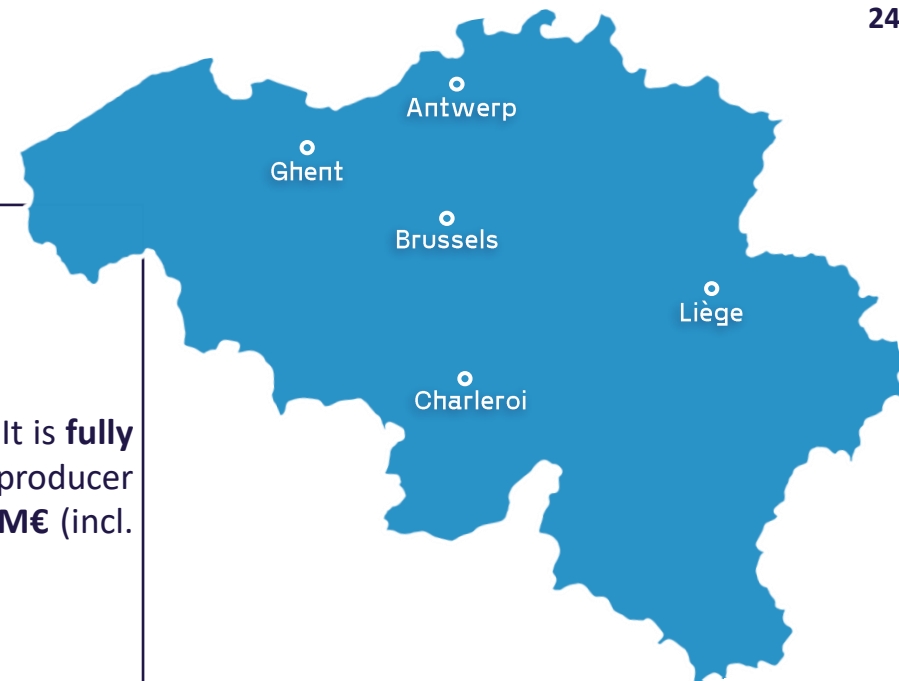 24
Antwerp
Ghent
Brussels
Liège
Charleroi
It is fully
producer
M€ (incl.